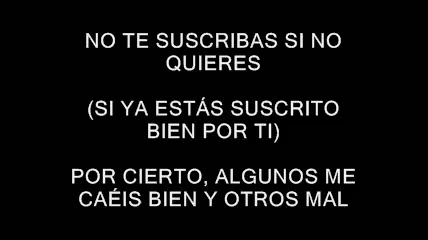 NO TE SUSCRIBAS SI NO
QUIERES
(SI YA ESTÁS SUSCRITO
BIEN POR TI)
POR CIERTO, ALGUNOS ME
CAÉIS BIEN Y OTROS MAL